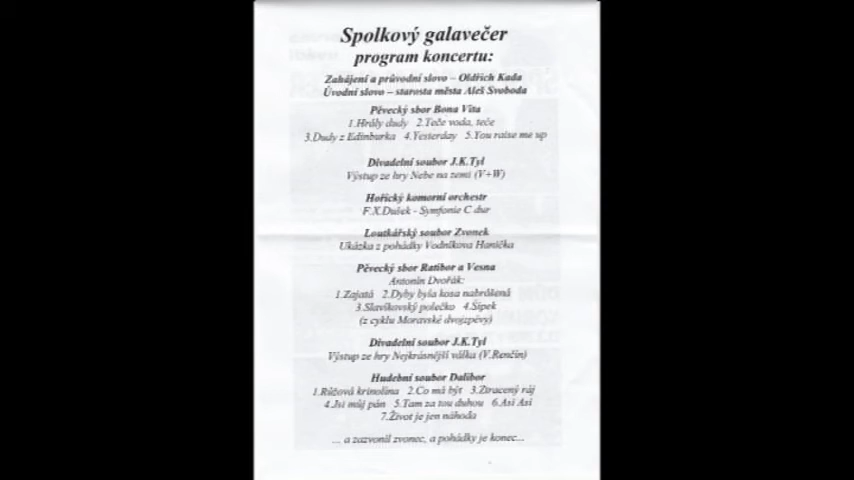 Spolkový galavečer
program koncertu:
Zahájení a průvodní slovo – Oldřich Kada
Úvodní slovo – starosta města Aleš Svoboda
Pěvecký sbor Bona Vita
1.Hrály dudy 2.Teče voda, teče
3.Dudy z Edinburka 4.Yesterday 5.You raise me up
Divadelní soubor J.K.Tyl
Výstup ze hry Nebe na zemi (V+W)
Hořický komorní orchestr
F.X.Dušek - Symfonie C dur
Loutkářský soubor Zvonek
Ukázka z pohádky Vodníkova Hanička
Pěvecký sbor Ratibor a Vesna
Antonín Dvořák:
1.Zajatá 2.Dyby byla kosa nabróšená
3.Slavíkovský polečko 4.Šípek
(z cyklu Moravské dvojzpěvy)
Divadelní soubor J.K.Tyl
Výstup ze hry Nejkrásnější válka (V.Renčín)
Hudební soubor Dalibor
1.Růžová krinolína 2.Co má být 3.Ztracený ráj
4.Jsi můj pán 5.Tam za tou duhou 6.Asi Asi
7.Život je jen náhoda
... a zazvonil zvonec, a pohádky je konec...